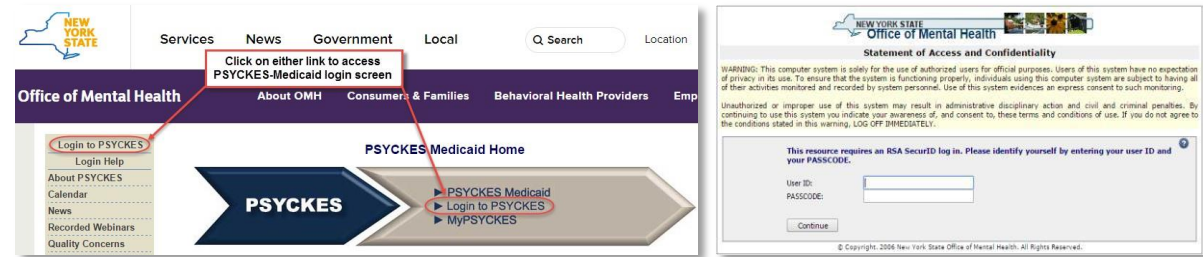 NEW
YORK
STATE
Services News Government Local Search Location
Click on either link to access
PSYCKES-Medicaid login screen
Office of Mental Health About OMH Consumers & Families Behavioral Health Providers Emp
Login to PSYCKES
Login Help
About PSYCKES
Calendar
News
Recorded Webinars
Quality Concerns
PSYCKES Medicaid Home
PSYCKES
► PSYCKES Medicaid
► Login to PSYCKES
► MyPSYCKES
NEW YORK STATE
Office of Mental Health
Statement of Access and Confidentiality
WARNING: This computer system is solely for the use of authorized users for official purposes. Users of this system have no expectation
of privacy in its use. To ensure that the system is functioning properly, individuals using this computer system are subject to having all
of their activities monitored and recorded by system personnel. Use of this system evidences an express consent to such monitoring.
Unauthorized or improper use of this system may result in administrative disciplinary action and civil and criminal penalties. By
continuing to use this system you indicate your awareness of, and consent to, these terms and conditions of use. If you do not agree to
the conditions stated in this warning, LOG OFF IMMEDIATELY.
This resource requires an RSA SecurID log in. Please identify yourself by entering your user ID and
your PASSCODE.
User ID:
PASSCODE:
Continue
© Copyright. 2006 New York State Office of Mental Health. All Rights Reserved.